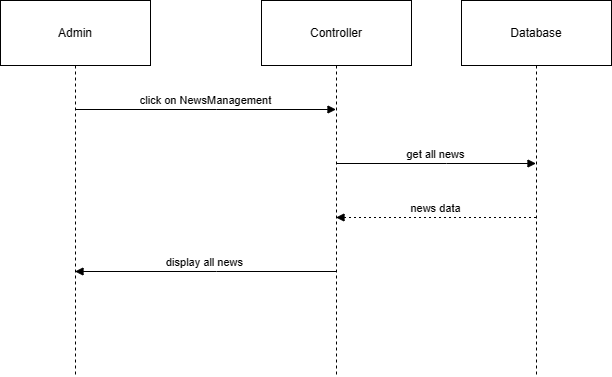 Admin
Controller
Database
click on NewsManagement
get all news
news data
display all news